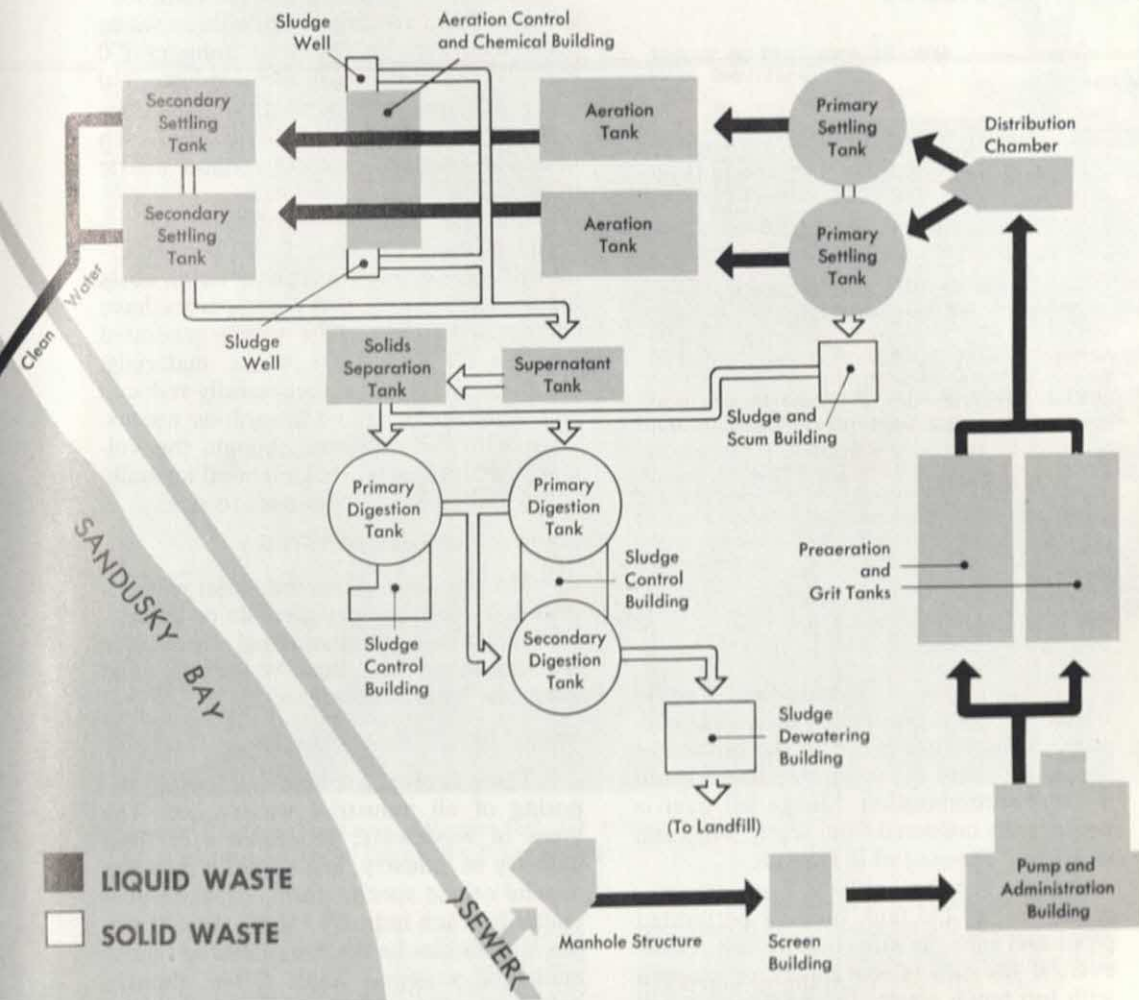 Sludge
Well
Aeration Control
and Chemical Building
Secondary
Settling
Tank
Aeration
Tank
Primary
Settling
Tank
Distribution
Chamber
Secondary
Settling
Tank
Aeration
Tank
Primary
Settling
Tank
Clean Water
Sludge
Well
Solids
Separation
Tank
Supernatant
Tank
Sludge and
Scum Building
Primary
Digestion
Tank
Primary
Digestion
Tank
Sludge
Control
Building
Preaeration
and
Grit Tanks
SANDUSKY BAY
Sludge
Control
Building
Secondary
Digestion
Tank
Sludge
Dewatering
Building
(To Landfill)
LIQUID WASTE
SOLID WASTE
SEWER
Manhole Structure
Screen
Building
Pump and
Administration
Building